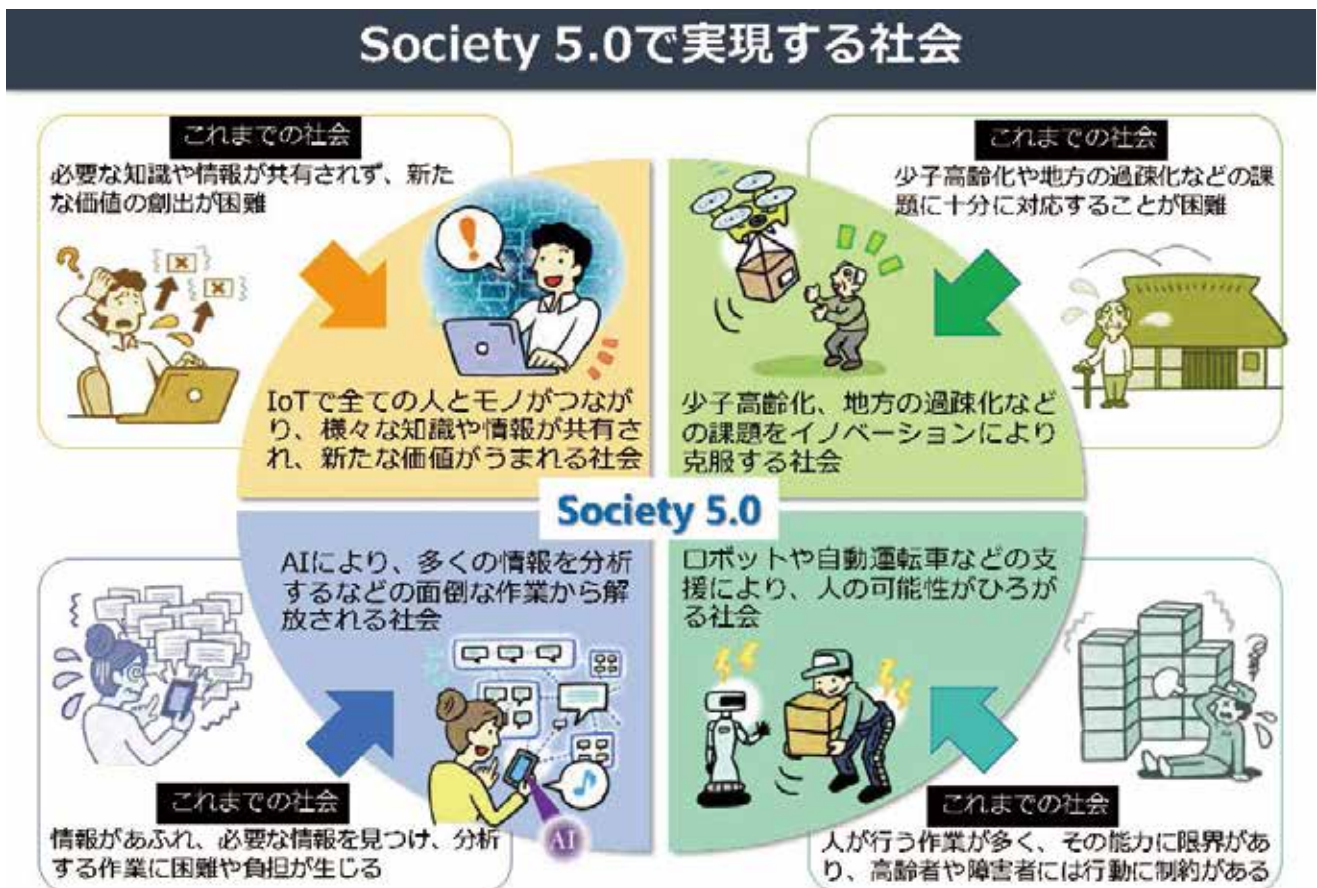 Society 5.0で実現する社会
これまでの社会
必要な知識や情報が共有されず、新た
な価値の創出が困難
これまでの社会
少子高齢化や地方の過疎化などの課
題に十分に対応することが困難
IoTで全ての人とモノがつなが
り、様々な知識や情報が共有さ
れ、新たな価値がうまれる社会
少子高齢化、地方の過疎化など
の課題をイノベーションにより
克服する社会
Society 5.0
AIにより、多くの情報を分析
するなどの面倒な作業から解
放される社会
ロボットや自動運転車などの支
援により、人の可能性がひろが
る社会
AI
これまでの社会
情報があふれ、必要な情報を見つけ、分析
する作業に困難や負担が生じる
これまでの社会
人が行う作業が多く、その能力に限界があ
り、高齢者や障害者には行動に制約がある